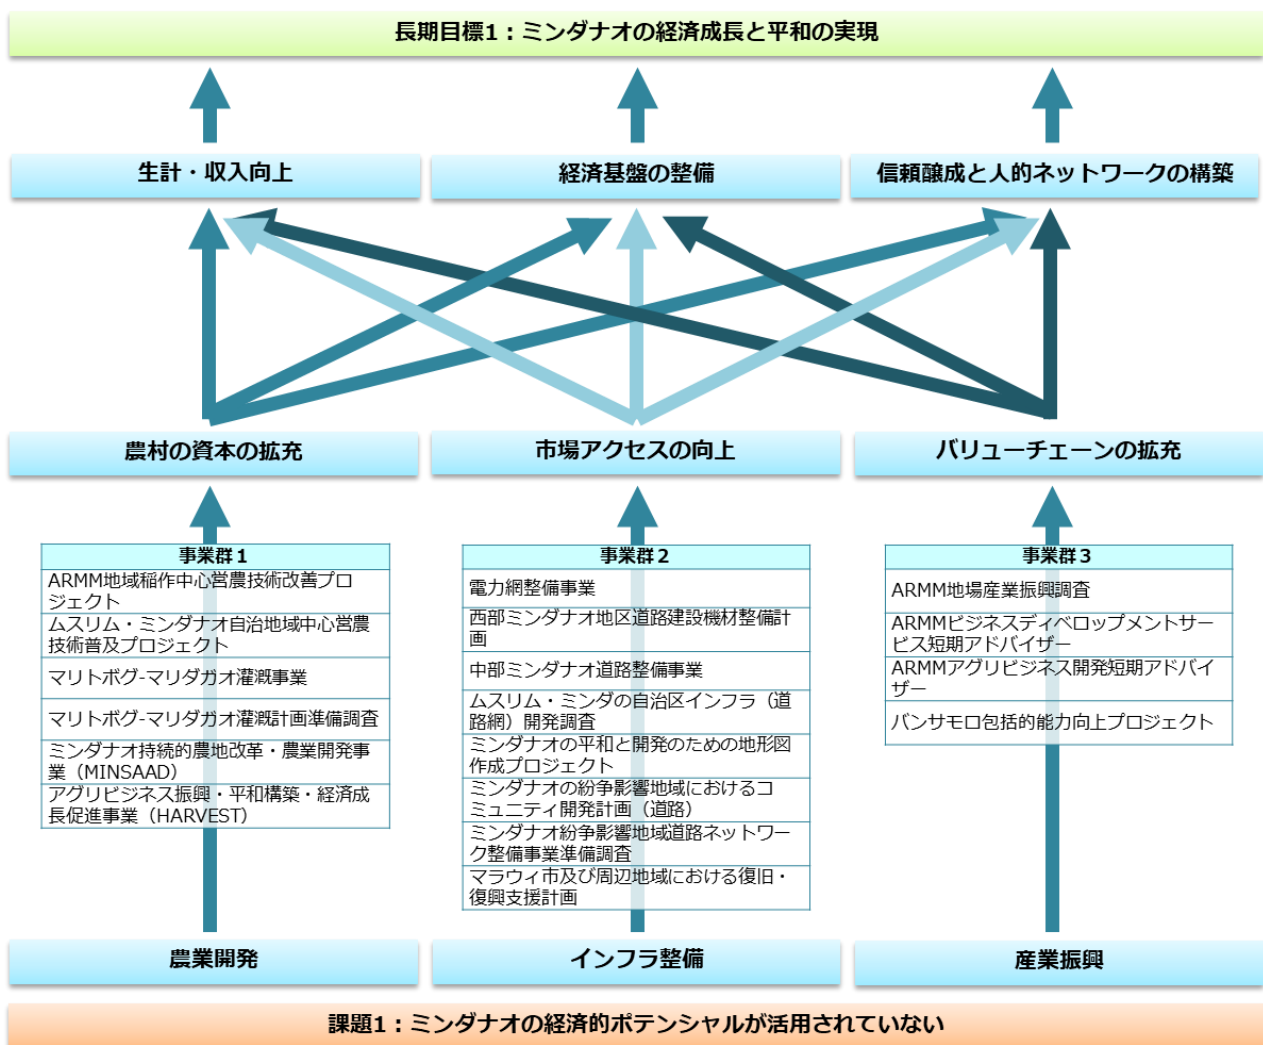 長期目標1：ミンダナオの経済成長と平和の実現
生計・収入向上
経済基盤の整備
信頼醸成と人的ネットワークの構築
農村の資本の拡充
市場アクセスの向上
バリューチェーンの拡充
事業群1
ARMM地域稲作中心営農技術改善プロ
ジェクト
ムスリム・ミンダナオ自治地域中心営農
技術普及プロジェクト
マリトボグ-マリダガオ灌漑事業
マリトボグ-マリダガオ灌漑計画準備調査
ミンダナオ持続的農地改革・農業開発事
業（MINSAAD）
アグリビジネス振興・平和構築・経済成
長促進事業（HARVEST）
事業群2
電力網整備事業
西部ミンダナオ地区道路建設機材整備計
画
中部ミンダナオ道路整備事業
ムスリム・ミンダの自治区インフラ（道
路網）開発調査
ミンダナオの平和と開発のための地形図
作成プロジェクト
ミンダナオの紛争影響地域におけるコ
ミュニティ開発計画（道路）
ミンダナオ紛争影響地域道路ネットワー
ク整備事業準備調査
マラウィ市及び周辺地域における復旧・
復興支援計画
事業群3
ARMM地場産業振興調査
ARMMビジネスディベロップメントサー
ビス短期アドバイザー
ARMMアグリビジネス開発短期アドバイ
ザー
バンサモロ包括的能力向上プロジェクト
農業開発
インフラ整備
産業振興
課題1：ミンダナオの経済的ポテンシャルが活用されていない